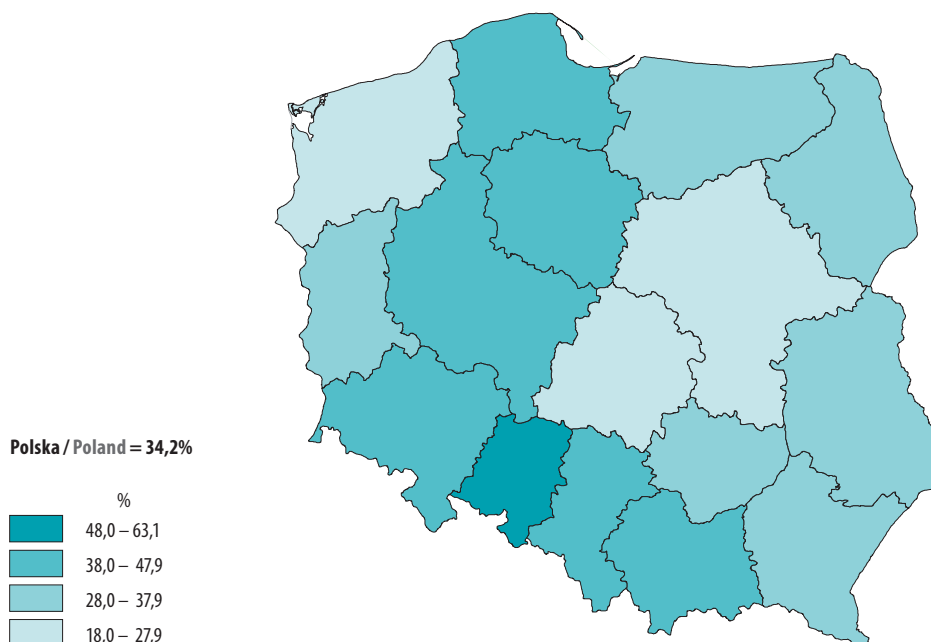 Polska / Poland = 34,2%
%
48,0 – 63,1
38,0 – 47,9
28,0 – 37,9
18,0 – 27,9